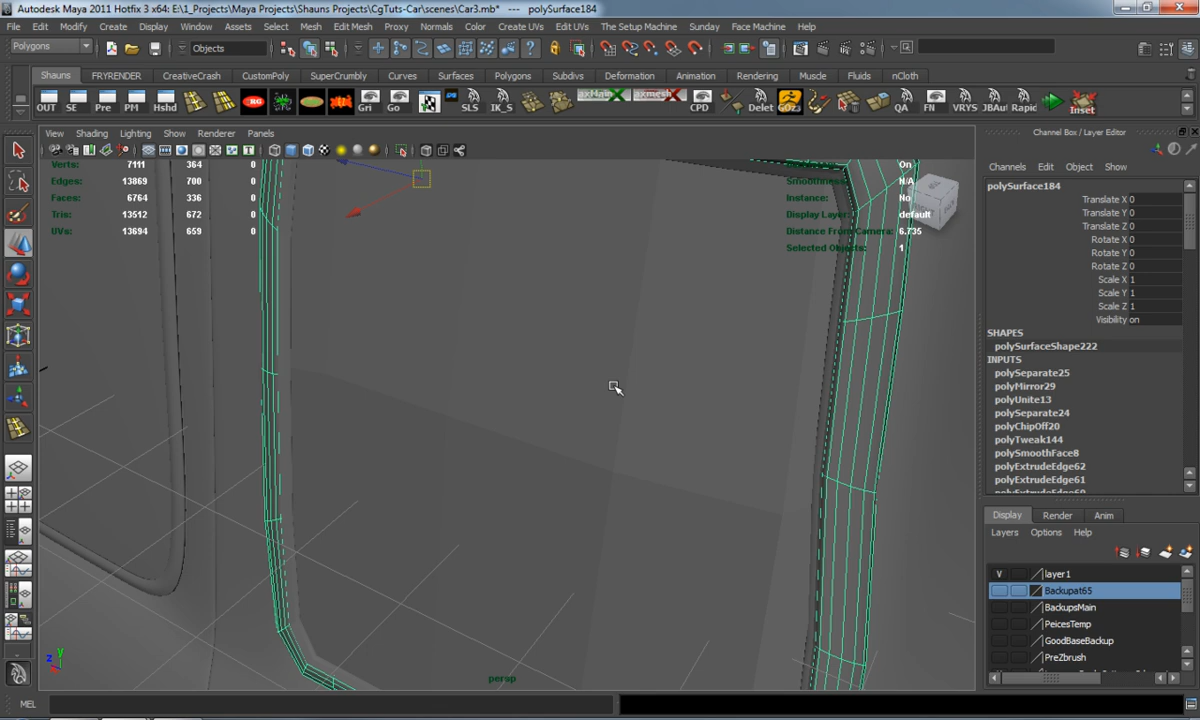 Autodesk Maya 2011 Hotfix 3 x64: E:\1_Projects\Maya Projects\Shauns Projects\CgTuts-Car\scenes\Car3.mb* --- polySurface184
File Edit Modify Create Display Window Assets Select Mesh Edit Mesh Proxy Normals Color Create UVs Edit UVs The Setup Machine Sunday Face Machine Help
Polygons Objects
Shauns FRYRENDER CreativeCrash CustomPoly SuperCrumbly Curves Surfaces Polygons Subdivs Deformation Animation Rendering Muscle Fluids nCloth
OUT SE Pre PM Hshd Gri Go SLS IK_S axMain axmesh CPD Delet GOZ QA FN VRYS JBAu Rapic Inset
View Shading Lighting Show Renderer Panels
Verts: 7111 364 0
Edges: 13869 700 0
Faces: 6764 336 0
Tris: 13512 672 0
UVs: 13694 659 0
On
Smoothness: N/A
Instance: No
Display Layer: default
Distance From Camera: 6.735
Selected Objects: 1
persp
Channel Box / Layer Editor
Channels Edit Object Show
polySurface184
Translate X 0
Translate Y 0
Translate Z 0
Rotate X 0
Rotate Y 0
Rotate Z 0
Scale X 1
Scale Y 1
Scale Z 1
Visibility on
SHAPES
polySurfaceShape222
INPUTS
polySeparate25
polyMirror29
polyUnite13
polySeparate24
polyChipOff20
polyTweak144
polySmoothFace8
polyExtrudeEdge62
polyExtrudeEdge61
Display Render Anim
Layers Options Help
V layer1
Backupat65
BackupsMain
PeicesTemp
GoodBaseBackup
PreZbrush
MEL